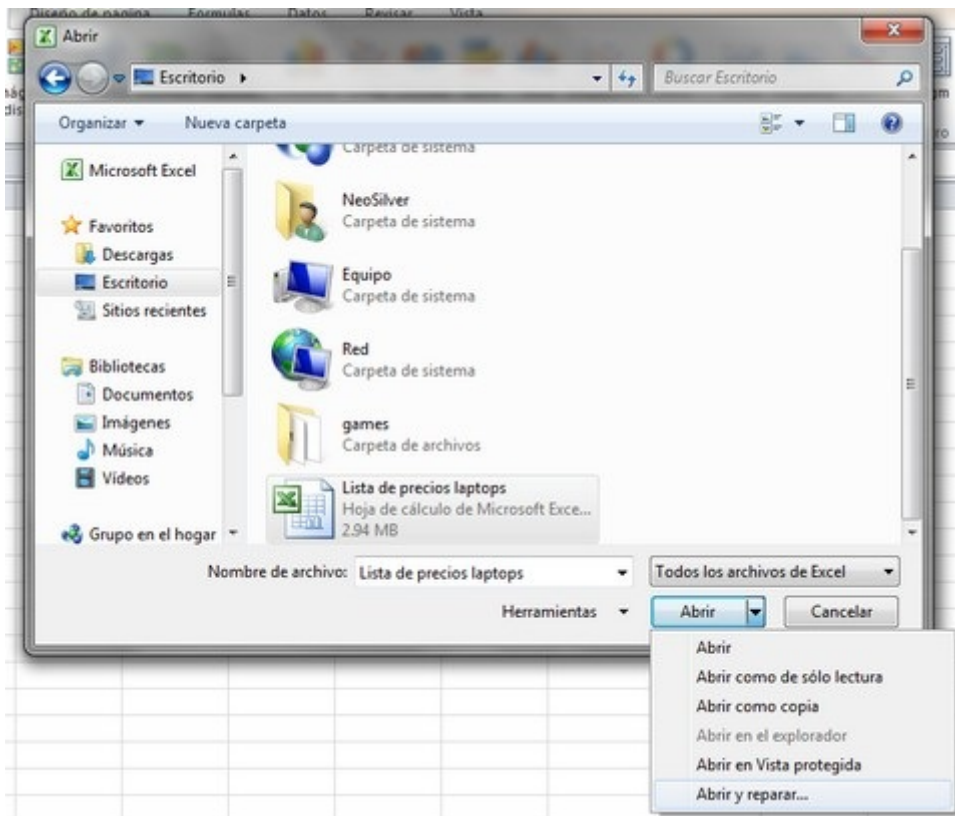 Diseño de página Fórmulas Datos Revisar Vista
Abrir
Escritorio
Buscar Escritorio
Organizar
Nueva carpeta
Microsoft Excel
Favoritos
Descargas
Escritorio
Sitios recientes
Bibliotecas
Documentos
Imágenes
Música
Vídeos
Grupo en el hogar
Carpeta de sistema
NeoSilver
Carpeta de sistema
Equipo
Carpeta de sistema
Red
Carpeta de sistema
games
Carpeta de archivos
Lista de precios laptops
Hoja de cálculo de Microsoft Exce...
2.94 MB
Nombre de archivo: Lista de precios laptops
Todos los archivos de Excel
Herramientas
Abrir
Cancelar
Abrir
Abrir como de sólo lectura
Abrir como copia
Abrir en el explorador
Abrir en Vista protegida
Abrir y reparar...